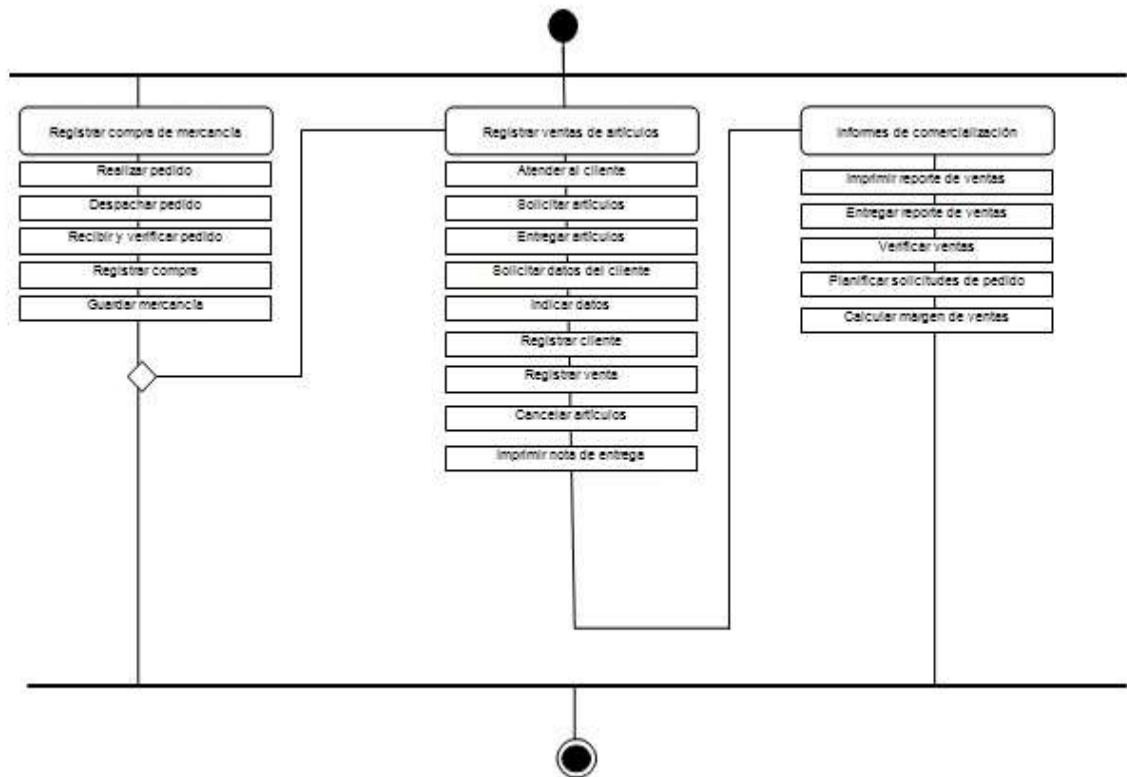 Registrar compra de mercancía
Realizar pedido
Despachar pedido
Recibir y verificar pedido
Registrar compra
Guardar mercancía
Registrar ventas de artículos
Atender al cliente
Solicitar artículos
Entregar artículos
Solicitar datos del cliente
Indicar datos
Registrar cliente
Registrar venta
Cancelar artículos
Imprimir nota de entrega
Informes de comercialización
Imprimir reporte de ventas
Entregar reporte de ventas
Verificar ventas
Planificar solicitudes de pedido
Calcular margen de ventas